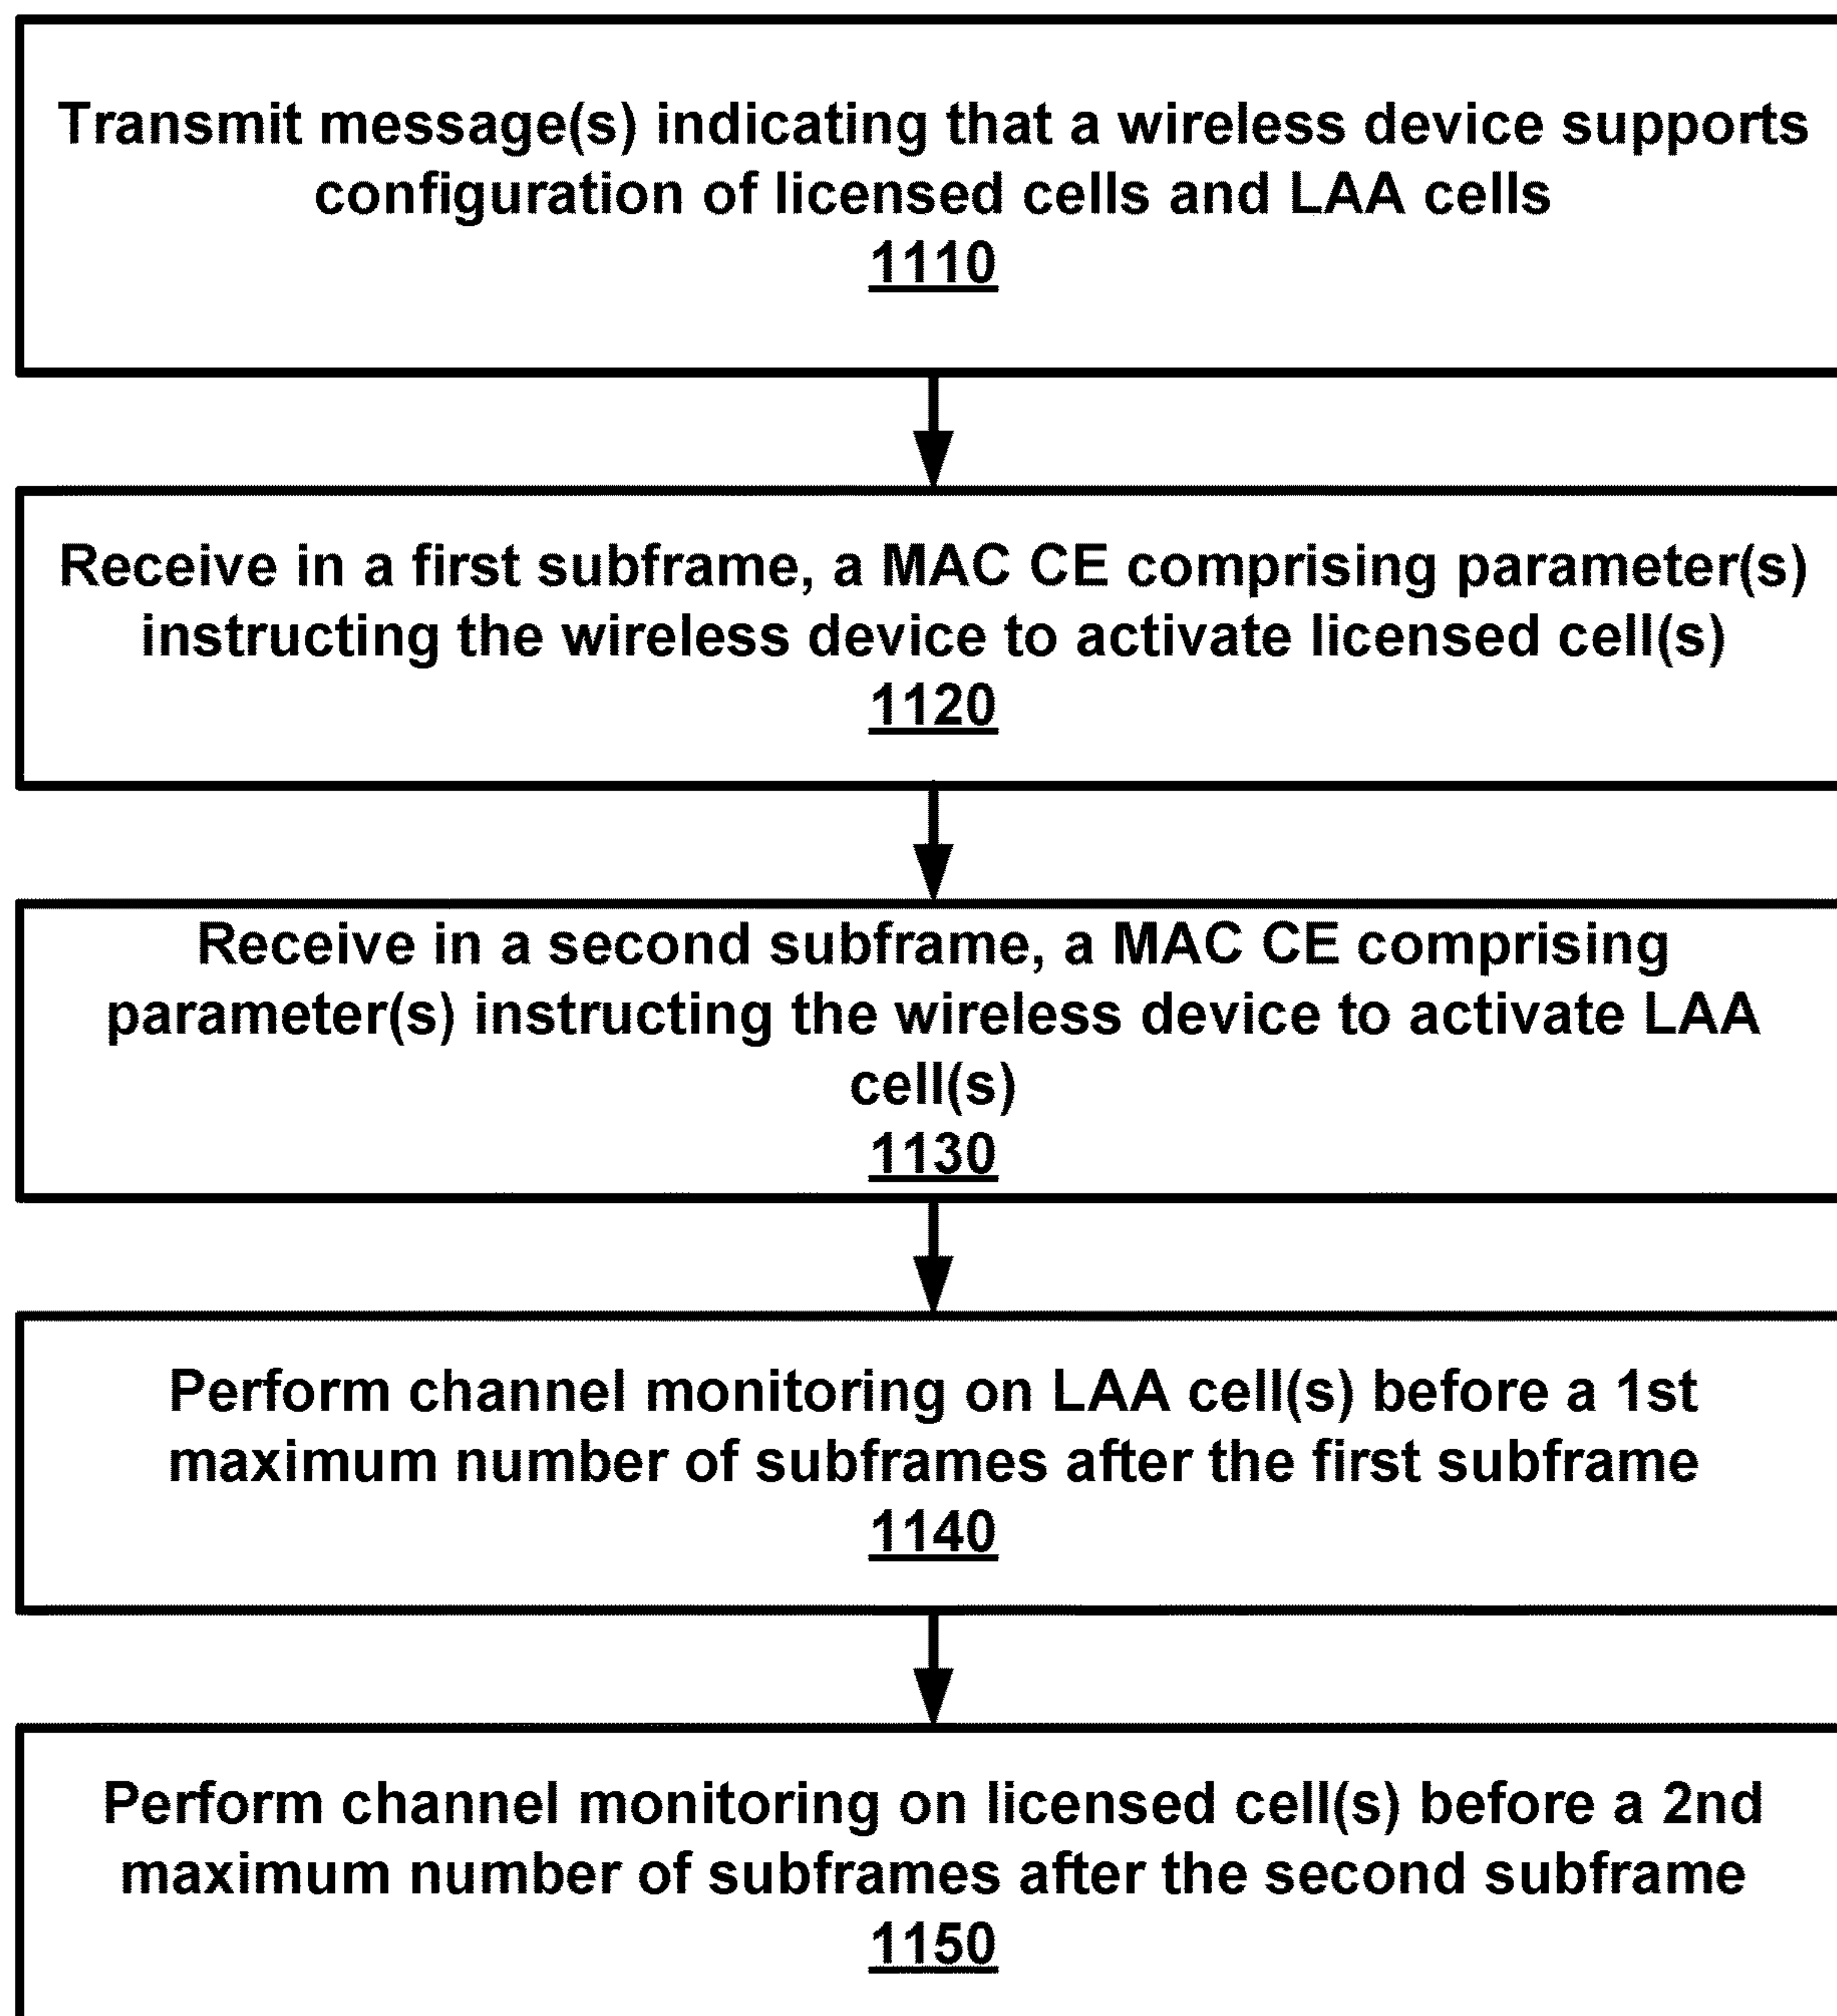 Transmit message(s) indicating that a wireless device supports
configuration of licensed cells and LAA cells
1110
Receive in a first subframe, a MAC CE comprising parameter(s)
instructing the wireless device to activate licensed cell(s)
1120
Receive in a second subframe, a MAC CE comprising
parameter(s) instructing the wireless device to activate LAA
cell(s)
1130
Perform channel monitoring on LAA cell(s) before a 1st
maximum number of subframes after the first subframe
1140
Perform channel monitoring on licensed cell(s) before a 2nd
maximum number of subframes after the second subframe
1150